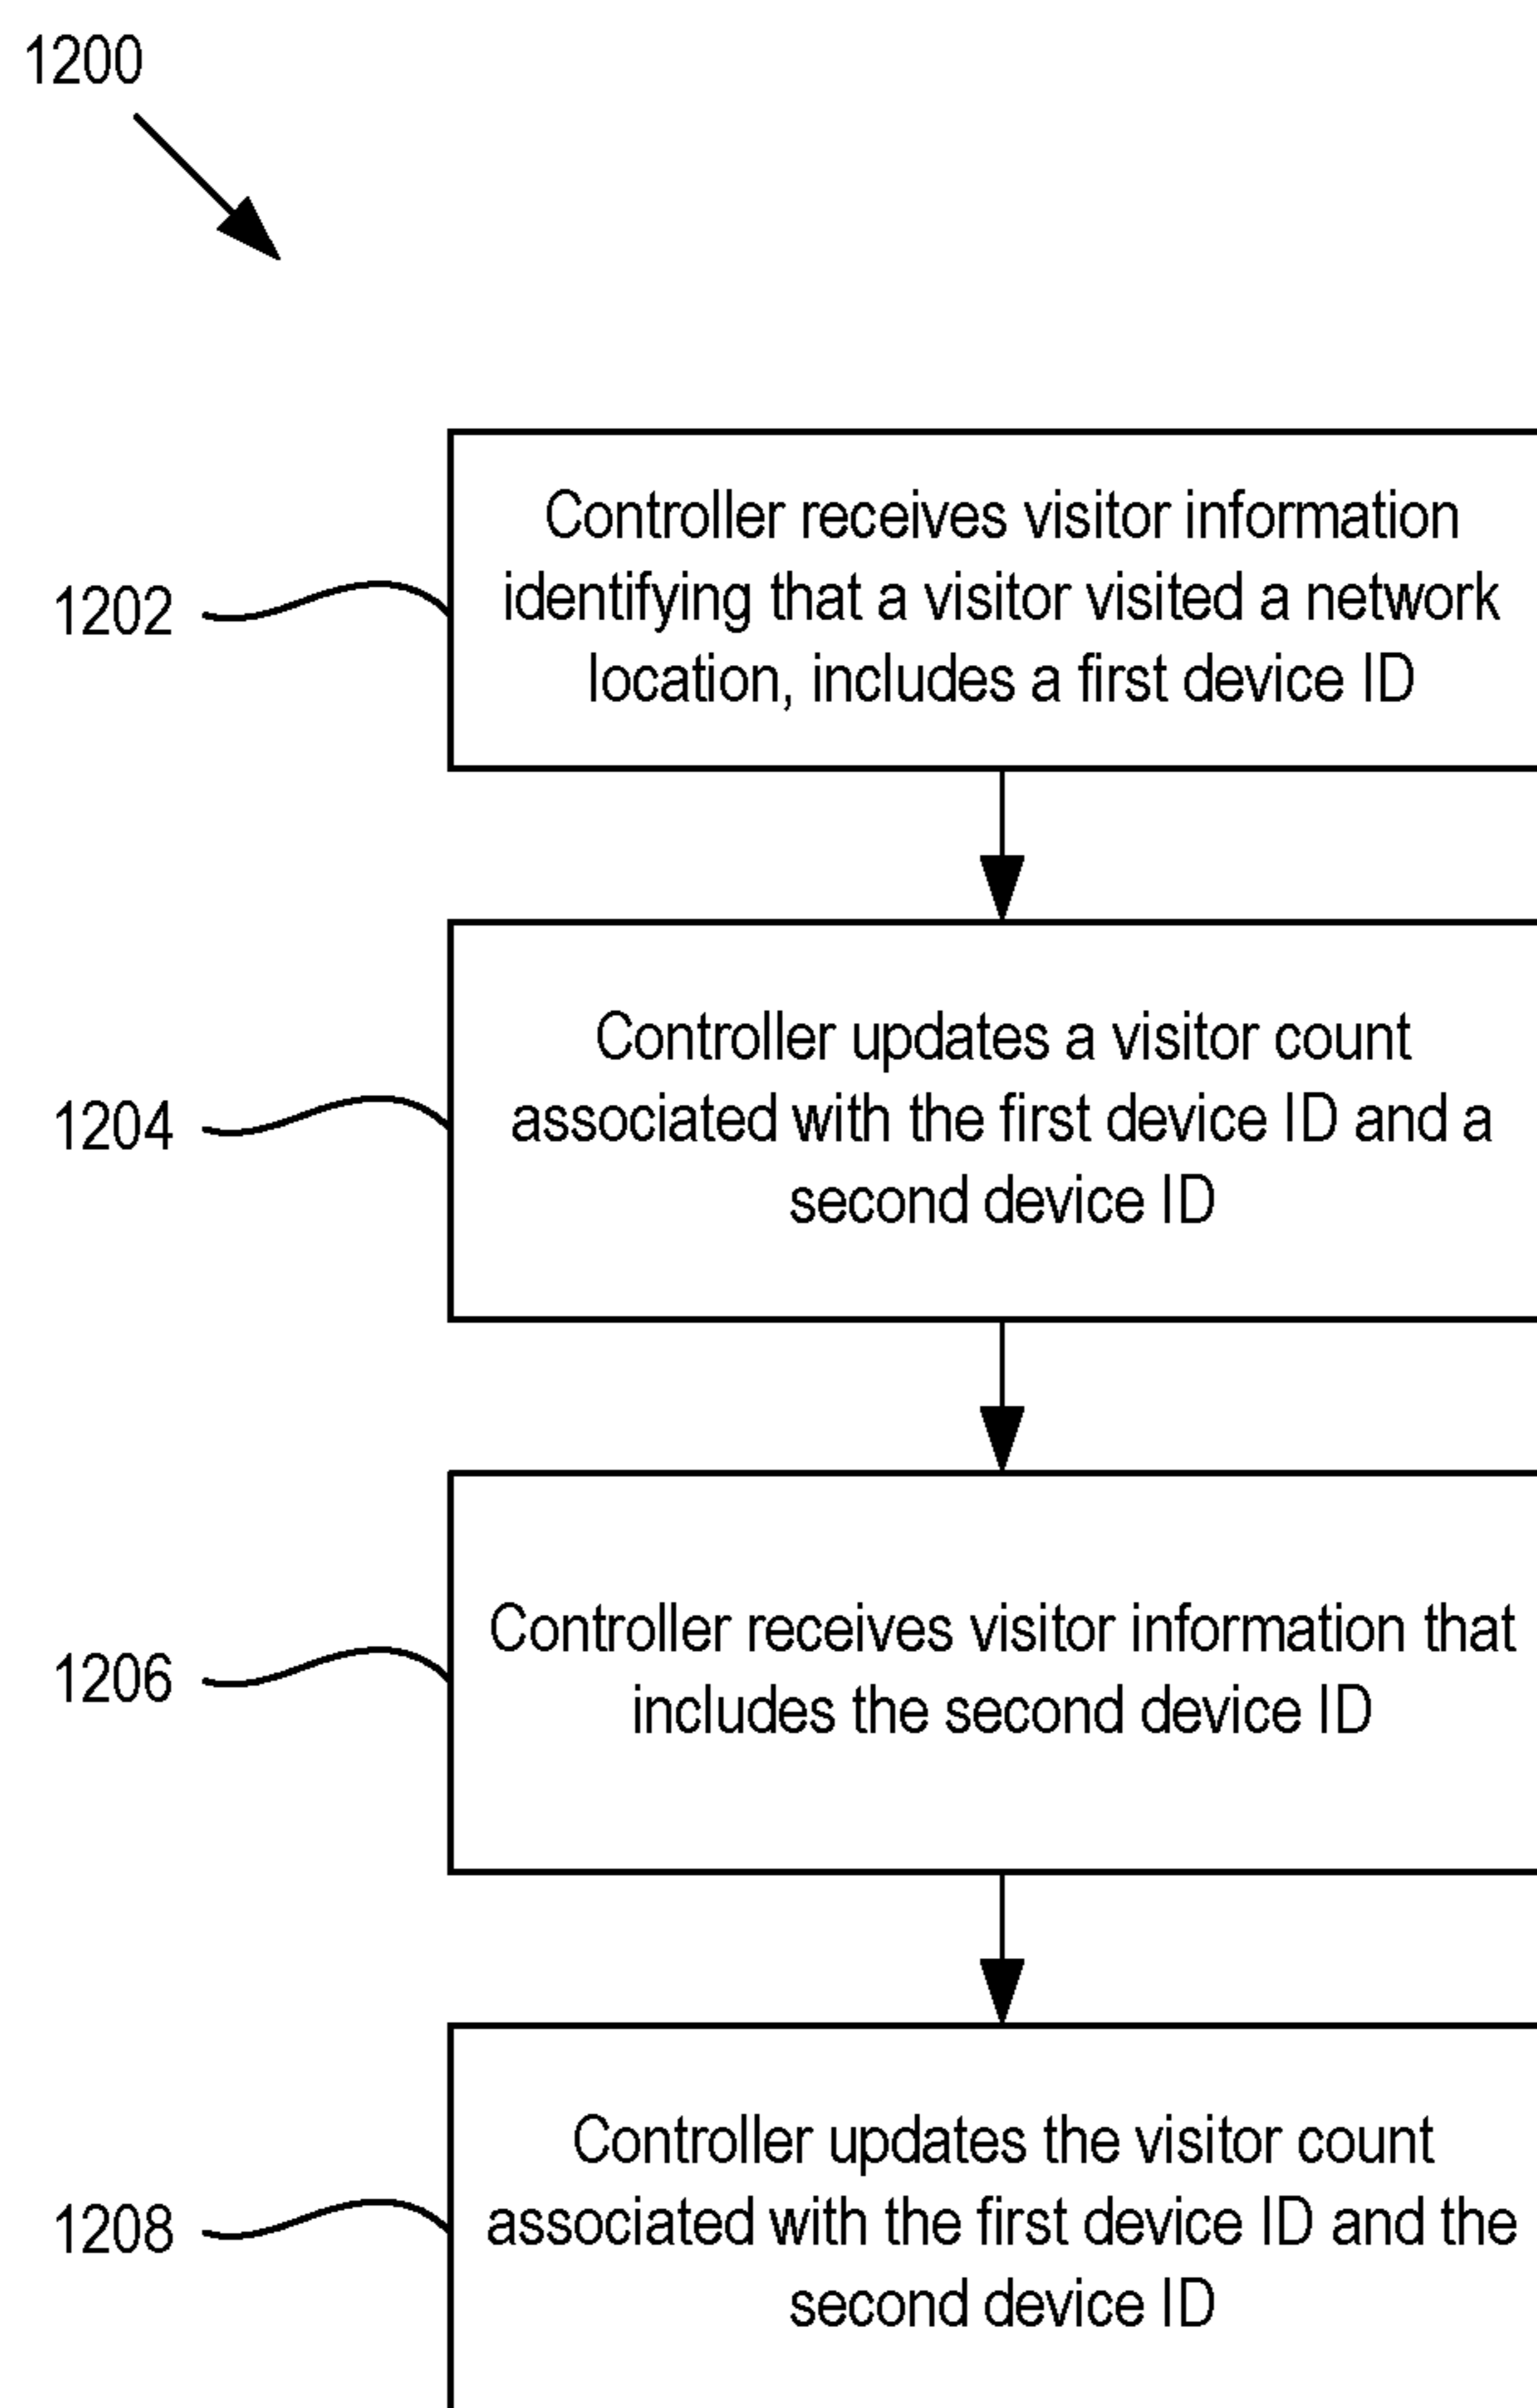 1200
Controller receives visitor information
identifying that a visitor visited a network
location, includes a first device ID
1202
Controller updates a visitor count
associated with the first device ID and a
second device ID
1204
Controller receives visitor information that
includes the second device ID
1206
Controller updates the visitor count
associated with the first device ID and the
second device ID
1208